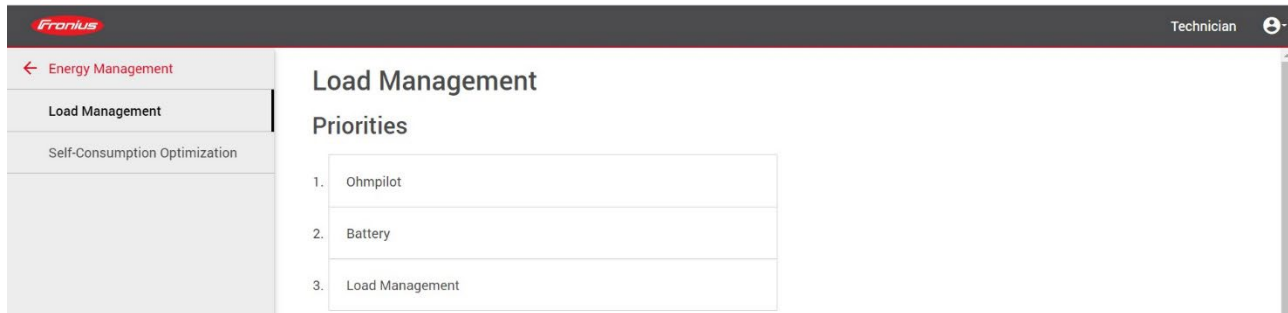 Fronius
Technician
Energy Management
Load Management
Self-Consumption Optimization
Load Management
Priorities
1. Ohmpilot
2. Battery
3. Load Management